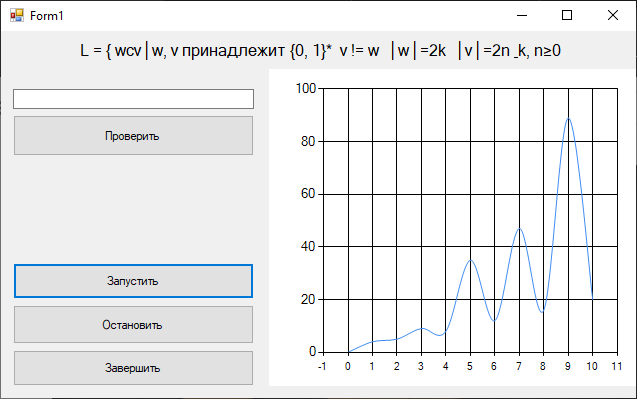 Form1
L = { wcv|w, v принадлежит {0, 1}* v != w |w|=2k |v|=2n _k, n≥0
Проверить
Запустить
Остановить
Завершить
100
80
60
40
20
0
-1 0 1 2 3 4 5 6 7 8 9 10 11